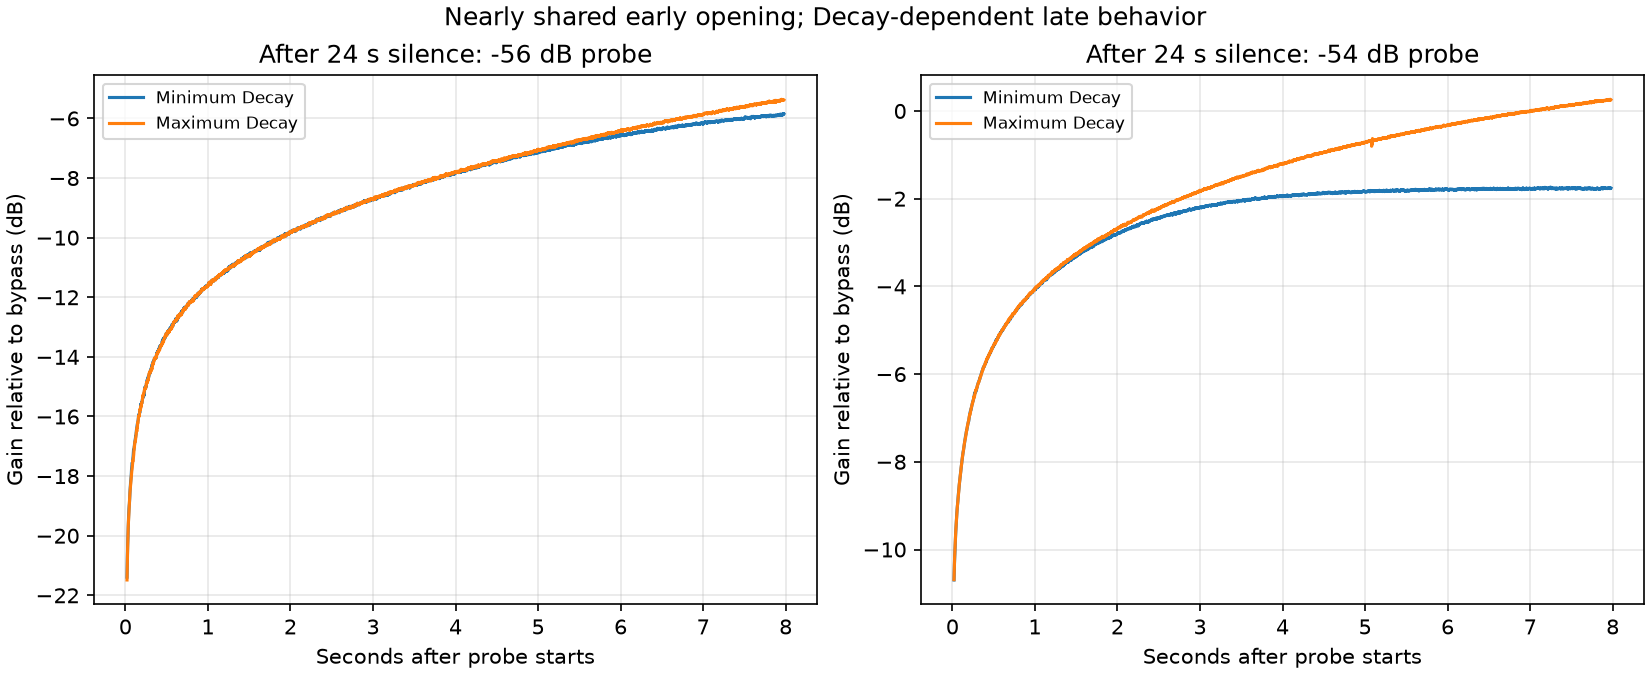 Nearly shared early opening; Decay-dependent late behavior
After 24 s silence: -56 dB probe
Gain relative to bypass (dB)
Minimum Decay
Maximum Decay
−6
−8
−10
−12
−14
−16
−18
−20
−22
0 1 2 3 4 5 6 7 8
Seconds after probe starts
After 24 s silence: -54 dB probe
Gain relative to bypass (dB)
Minimum Decay
Maximum Decay
0
−2
−4
−6
−8
−10
0 1 2 3 4 5 6 7 8
Seconds after probe starts